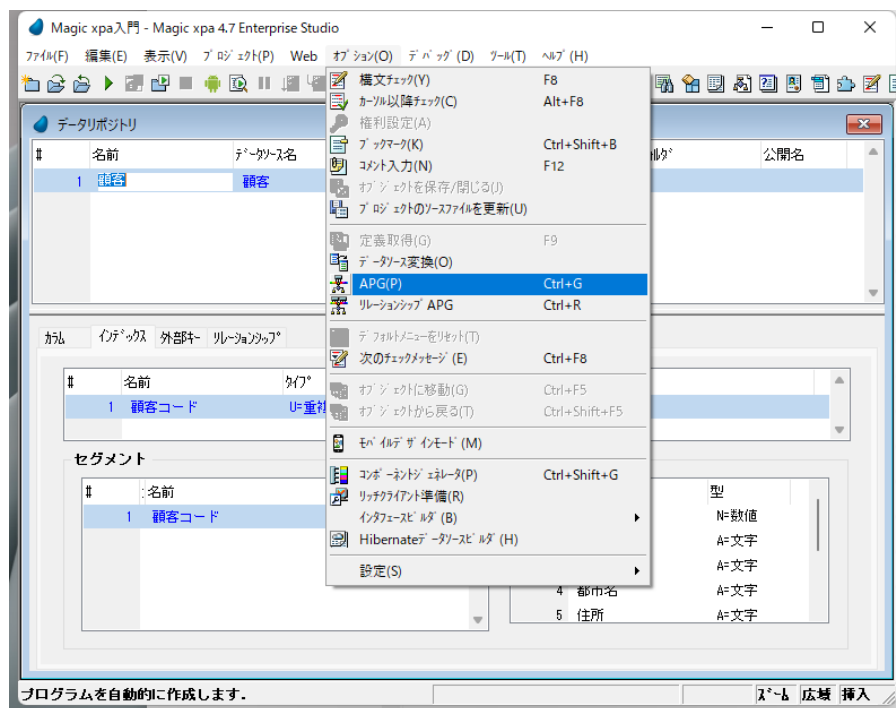 Magic xpa入門 - Magic xpa 4.7 Enterprise Studio
ﾌｧｲﾙ(F) 編集(E) 表示(V) ﾌﾟﾛｼﾞｪｸﾄ(P) Web ｵﾌﾟｼｮﾝ(O) ﾃﾞﾊﾞｯｸﾞ(D) ﾂｰﾙ(T) ﾍﾙﾌﾟ(H)
データリポジトリ
# 名前 ﾃﾞｰﾀｿｰｽ名 ﾙﾀﾞ 公開名
1 顧客 顧客
構文ﾁｪｯｸ(Y) F8
ｶｰｿﾙ以降ﾁｪｯｸ(C) Alt+F8
権利設定(A)
ﾌﾞｯｸﾏｰｸ(K) Ctrl+Shift+B
ｺﾒﾝﾄ入力(N) F12
ｵﾌﾞｼﾞｪｸﾄを保存/閉じる(J)
ﾌﾟﾛｼﾞｪｸﾄのｿｰｽﾌｧｲﾙを更新(U)
定義取得(G) F9
ﾃﾞｰﾀｿｰｽ変換(O)
APG(P) Ctrl+G
ﾘﾚｰｼｮﾝｼｯﾌﾟAPG Ctrl+R
ﾃﾞﾌｫﾙﾄﾒﾆｭｰをﾘｾｯﾄ(T)
次のﾁｪｯｸﾒｯｾｰｼﾞ(E) Ctrl+F8
ｵﾌﾞｼﾞｪｸﾄに移動(G) Ctrl+F5
ｵﾌﾞｼﾞｪｸﾄから戻る(T) Ctrl+Shift+F5
ﾓﾊﾞｲﾙﾃﾞｻﾞｲﾝﾓｰﾄﾞ(M)
ｺﾝﾎﾟｰﾈﾝﾄｼﾞｪﾈﾚｰﾀ(P) Ctrl+Shift+G
ﾘｯﾁｸﾗｲｱﾝﾄ準備(R)
ｲﾝﾀﾌｪｰｽﾋﾞﾙﾀﾞ(B)
Hibernateﾃﾞｰﾀｿｰｽﾋﾞﾙﾀﾞ(H)
設定(S)
ｶﾗﾑ ｲﾝﾃﾞｯｸｽ 外部ｷｰ ﾘﾚｰｼｮﾝｼｯﾌﾟ
# 名前 ﾀｲﾌﾟ
1 顧客コード U=重複
セグメント
# :名前 型
1 顧客コード N=数値
A=文字
A=文字
4 都市名 A=文字
5 住所 A=文字
プログラムを自動的に作成します. ｽﾞｰﾑ 広域 挿入